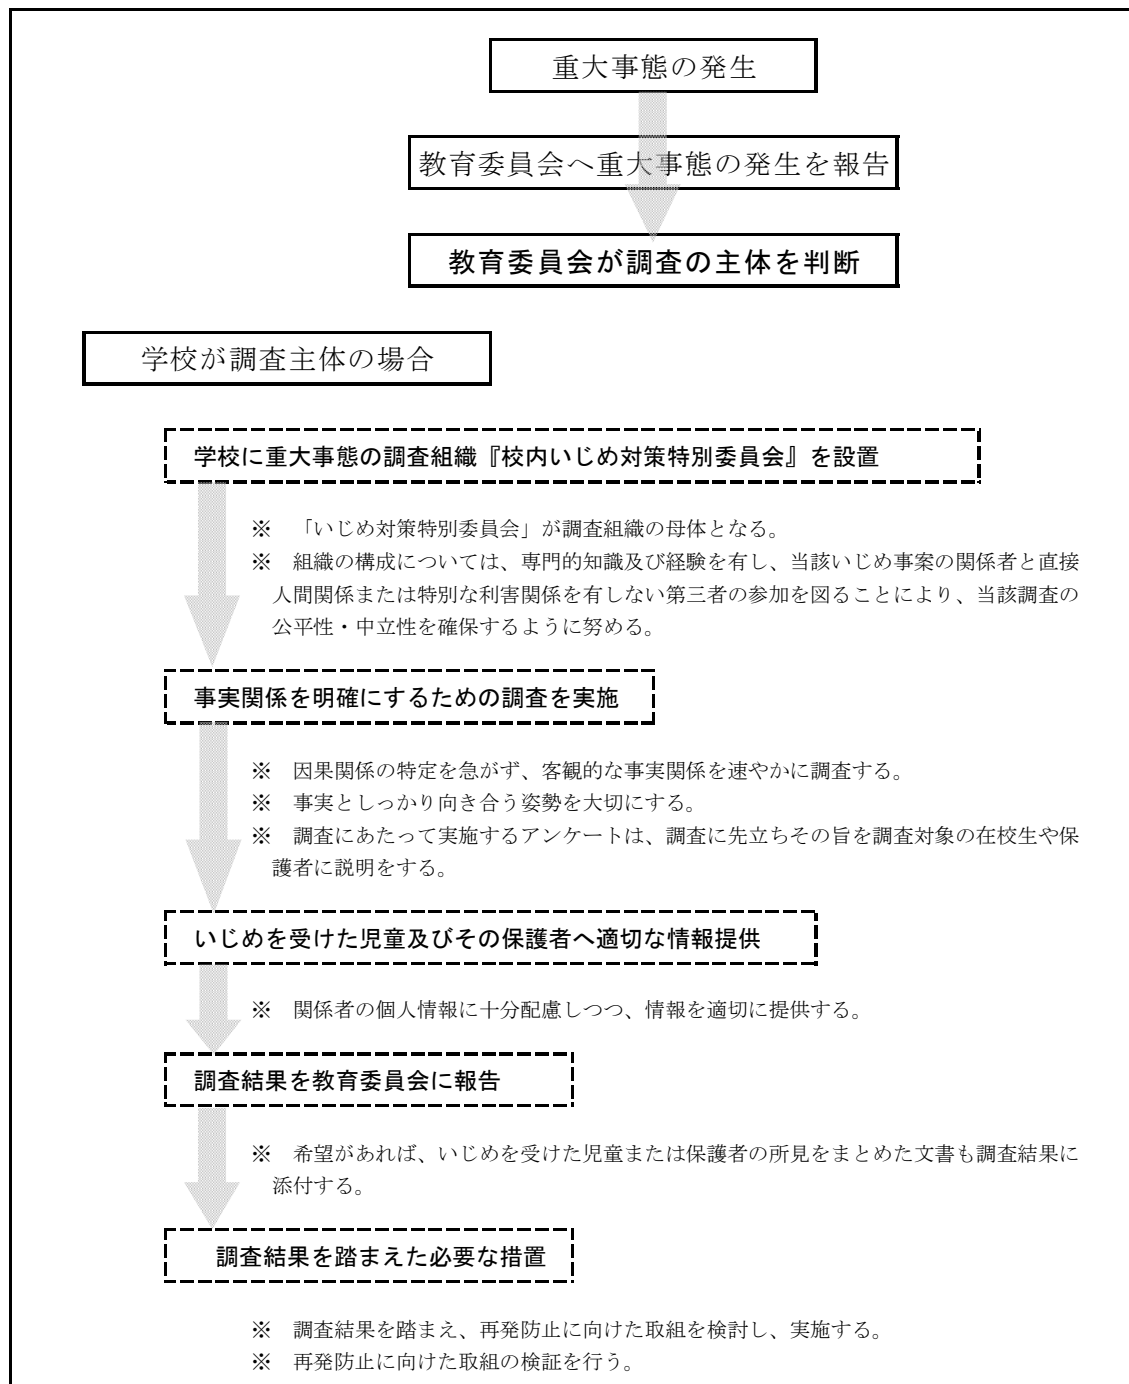 重大事態の発生
教育委員会へ重大事態の発生を報告
教育委員会が調査の主体を判断
学校が調査主体の場合
学校に重大事態の調査組織『校内いじめ対策特別委員会』を設置
※　「いじめ対策特別委員会」が調査組織の母体となる。
※　組織の構成については、専門的知識及び経験を有し、当該いじめ事案の関係者と直接
人間関係または特別な利害関係を有しない第三者の参加を図ることにより、当該調査の
公平性・中立性を確保するように努める。
事実関係を明確にするための調査を実施
※　因果関係の特定を急がず、客観的な事実関係を速やかに調査する。
※　事実としっかり向き合う姿勢を大切にする。
※　調査にあたって実施するアンケートは、調査に先立ちその旨を調査対象の在校生や保
護者に説明をする。
いじめを受けた児童及びその保護者へ適切な情報提供
※　関係者の個人情報に十分配慮しつつ、情報を適切に提供する。
調査結果を教育委員会に報告
※　希望があれば、いじめを受けた児童または保護者の所見をまとめた文書も調査結果に
添付する。
調査結果を踏まえた必要な措置
※　調査結果を踏まえ、再発防止に向けた取組を検討し、実施する。
※　再発防止に向けた取組の検証を行う。